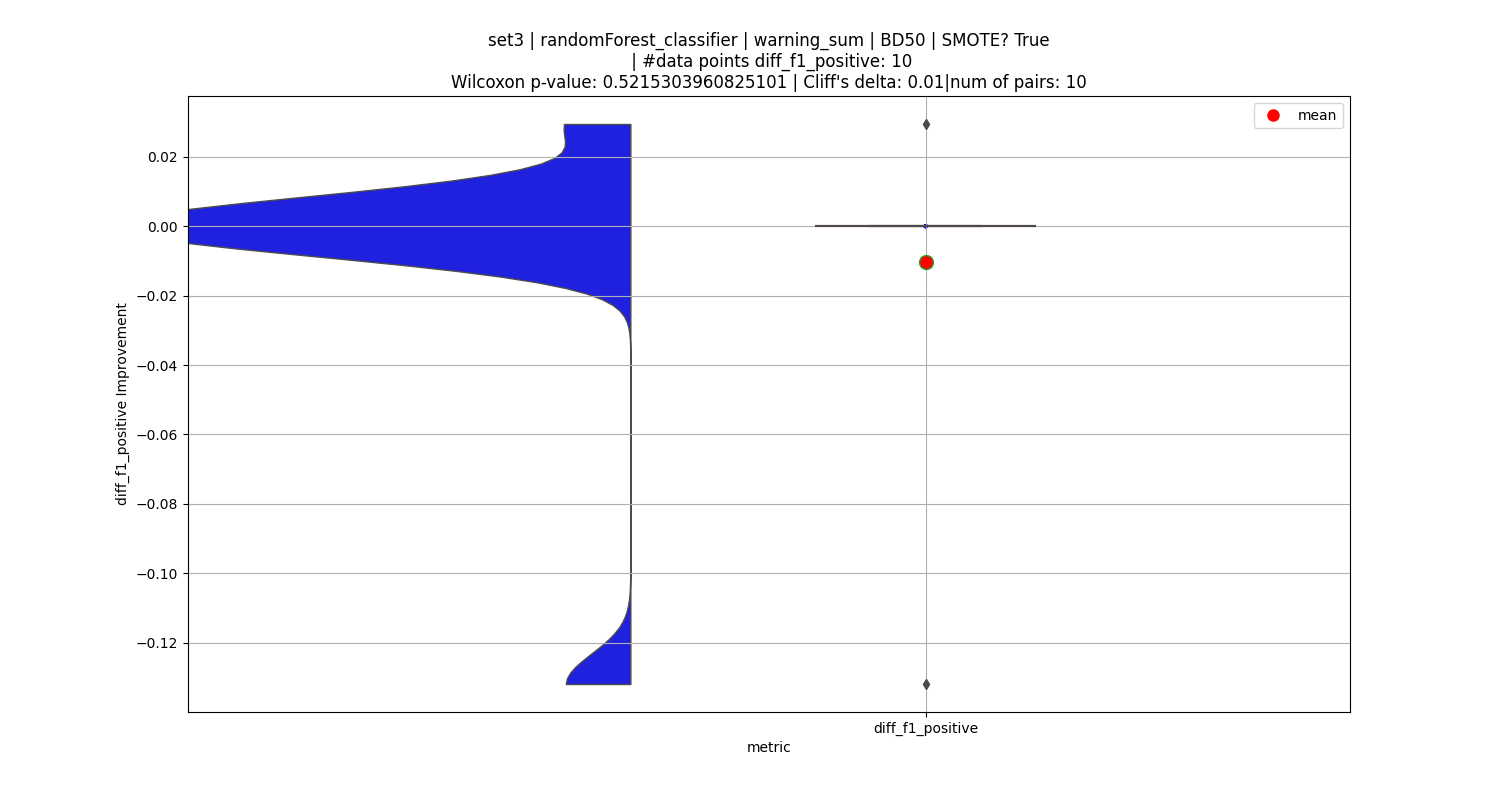 set3 | randomForest_classifier | warning_sum | BD50 | SMOTE? True
| #data points diff_f1_positive: 10
Wilcoxon p-value: 0.5215303960825101 | Cliff's delta: 0.01|num of pairs: 10
mean
0.02
0.00
−0.02
−0.04
−0.06
−0.08
−0.10
−0.12
diff_f1_positive Improvement
diff_f1_positive
metric